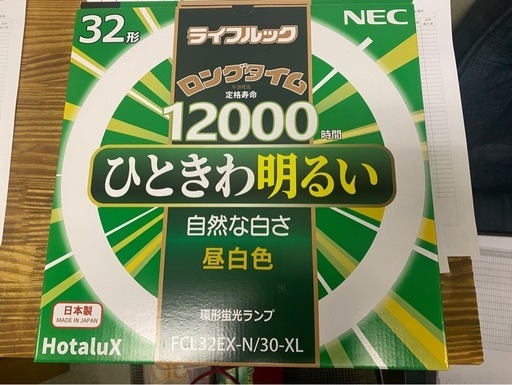 32形
ライフルック
NEC
ロングタイム
定格寿命
12000時間
ひときわ明るい
自然な白さ
昼白色
日本製
MADE IN JAPAN
環形蛍光ランプ
HotaluX
FCL32EX-N/30-XL